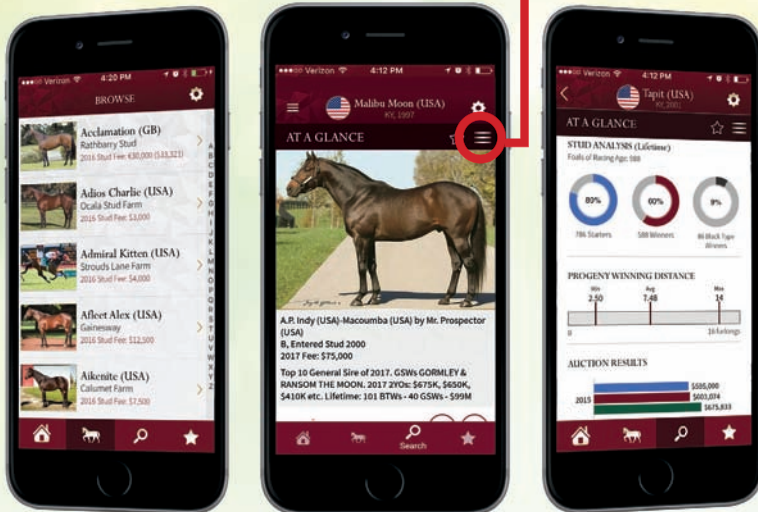 Verizon
4:20 PM
BROWSE
Acclamation (GB)
Rathbarry Stud
2016 Stud Fee: €30,000 ($33,321)
Adios Charlie (USA)
Ocala Stud Farm
2016 Stud Fee: $3,000
Admiral Kitten (USA)
Strouds Lane Farm
2016 Stud Fee: $4,000
Afleet Alex (USA)
Gainesway
2016 Stud Fee: $12,500
Aikenite (USA)
Calumet Farm
2016 Stud Fee: $7,500
A
B
C
D
E
F
G
H
I
J
K
L
M
N
O
P
Q
R
S
T
U
V
W
X
Y
Z
Verizon
4:12 PM
Malibu Moon (USA)
KY, 1997
AT A GLANCE
A.P. Indy (USA)-Macoumba (USA) by Mr. Prospector
(USA)
B, Entered Stud 2000
2017 Fee: $75,000
Top 10 General Sire of 2017. GSWs GORMLEY &
RANSOM THE MOON. 2017 2YOs: $675K, $650K,
$410K etc. Lifetime: 101 BTWs - 40 GSWs - $99M
Search
Verizon
4:12 PM
Tapit (USA)
KY, 2001
AT A GLANCE
STUD ANALYSIS (Lifetime)
Foals of Racing Age: 988
80%
60%
9%
786 Starters
588 Winners
86 Black Type
Winners
PROGENY WINNING DISTANCE
Min
Avg
Max
2.50
7.48
14
0
16 furlongs
AUCTION RESULTS
2015
$595,000
$603,074
$675,933